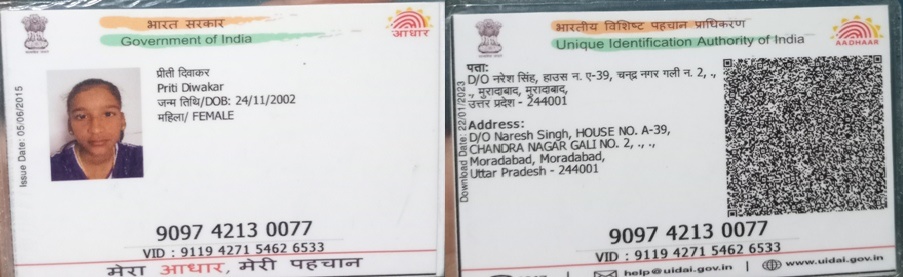 भारत सरकार
Government of India
आधार
Issue Date: 05/06/2015
प्रीती दिवाकर
Priti Diwakar
जन्म तिथि/DOB: 24/11/2002
महिला/ FEMALE
9097 4213 0077
VID : 9119 4271 5462 6533
मेरा आधार, मेरी पहचान
भारतीय विशिष्ट पहचान प्राधिकरण
Unique Identification Authority of India
AADHAAR
Download Date: 22/01/2023
पता:
D/O नरेश सिंह, हाउस न. ए-39, चन्द्र नगर गली न. 2, .,
., मुरादाबाद, मुरादाबाद,
उत्तर प्रदेश - 244001
Address:
D/O Naresh Singh, HOUSE NO. A-39,
CHANDRA NAGAR GALI NO. 2, ., .,
Moradabad, Moradabad,
Uttar Pradesh - 244001
9097 4213 0077
VID : 9119 4271 5462 6533
help@uidai.gov.in | www.uidai.gov.in